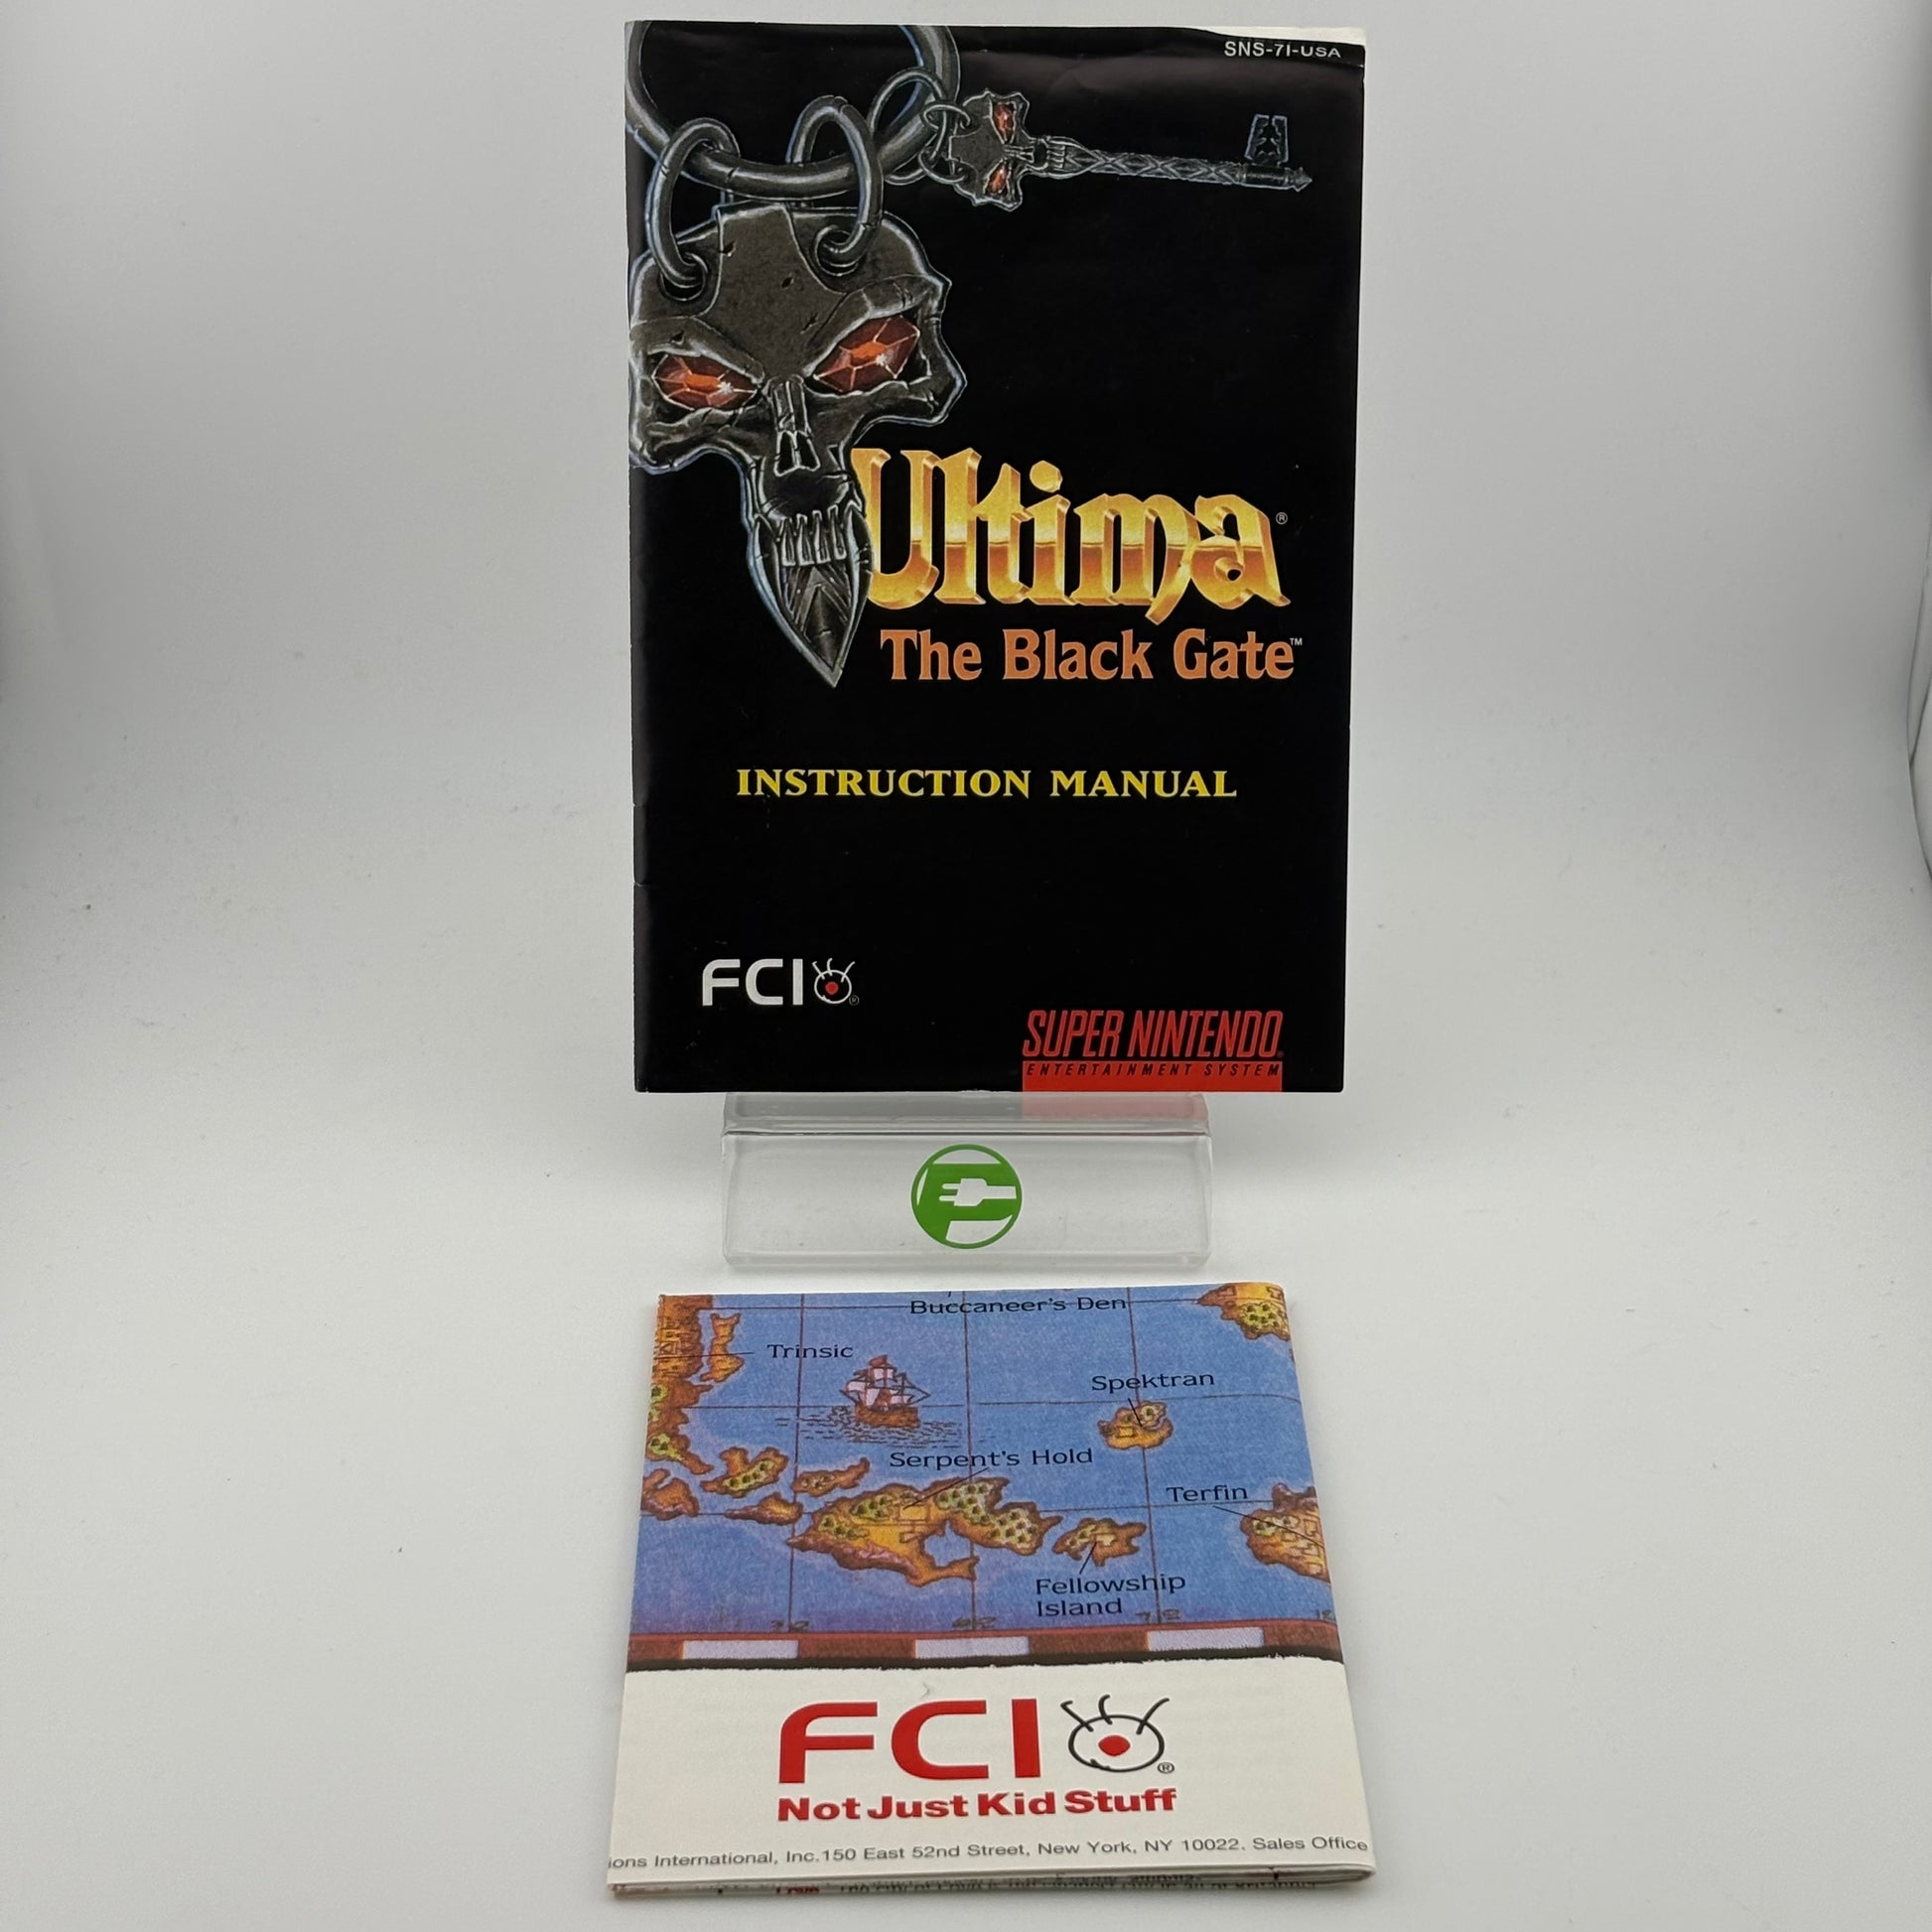 SNS-7I-USA
Ultima®
The Black Gate™
INSTRUCTION MANUAL
FCI®
SUPER NINTENDO
ENTERTAINMENT SYSTEM
Buccaneer's Den
Trinsic
Spektran
Serpent's Hold
Terfin
Fellowship
Island
FCI®
Not Just Kid Stuff
ions International, Inc.150 East 52nd Street, New York, NY 10022. Sales Office